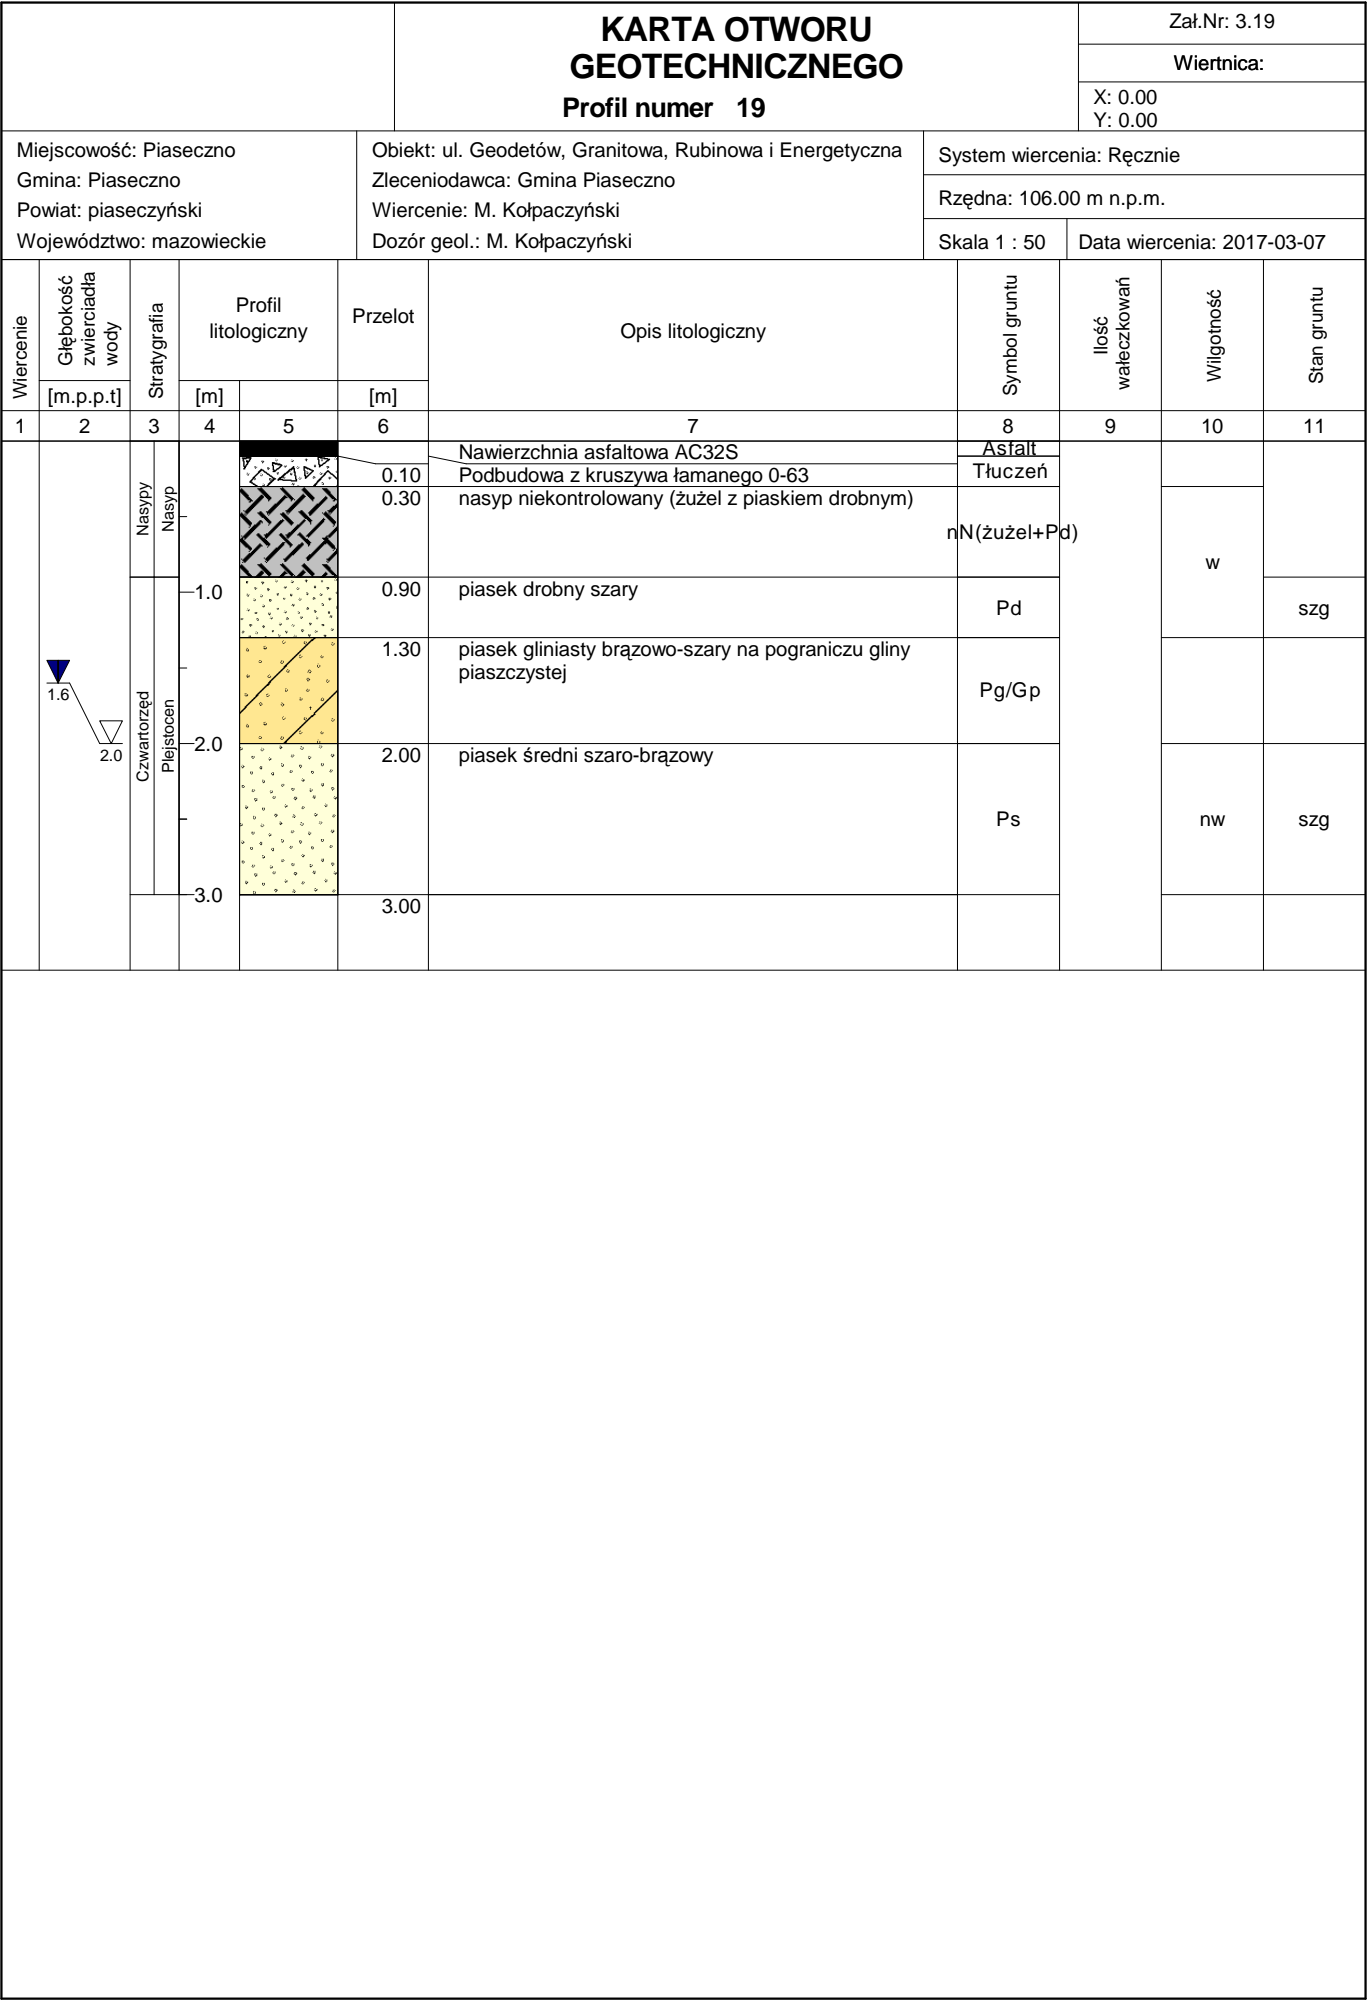 KARTA OTWORU
GEOTECHNICZNEGO
Profil numer 19
Zał.Nr: 3.19
Wiertnica:
X: 0.00
Y: 0.00
Miejscowość: Piaseczno
Gmina: Piaseczno
Powiat: piaseczyński
Województwo: mazowieckie
Obiekt: ul. Geodetów, Granitowa, Rubinowa i Energetyczna
Zleceniodawca: Gmina Piaseczno
Wiercenie: M. Kołpaczyński
Dozór geol.: M. Kołpaczyński
System wiercenia: Ręcznie
Rzędna: 106.00 m n.p.m.
Skala 1 : 50
Data wiercenia: 2017-03-07
Wiercenie
Głębokość
zwierciadła
wody
[m.p.p.t]
Stratygrafia
Profil
litologiczny
[m]
Przelot
[m]
Opis litologiczny
Symbol gruntu
Ilość
wałeczkowań
Wilgotność
Stan gruntu
1 2 3 4 5 6 7 8 9 10 11
Nawierzchnia asfaltowa AC32S
Asfalt
0.10 Podbudowa z kruszywa łamanego 0-63
Tłuczeń
0.30 nasyp niekontrolowany (żużel z piaskiem drobnym)
nN(żużel+Pd)
w
Nasypy
Nasyp
1.0
0.90 piasek drobny szary
Pd
szg
1.30 piasek gliniasty brązowo-szary na pograniczu gliny
piaszczystej
Pg/Gp
1.6
2.0
Czwartorzęd
Plejstocen
2.0
2.00 piasek średni szaro-brązowy
Ps
nw
szg
3.0
3.00